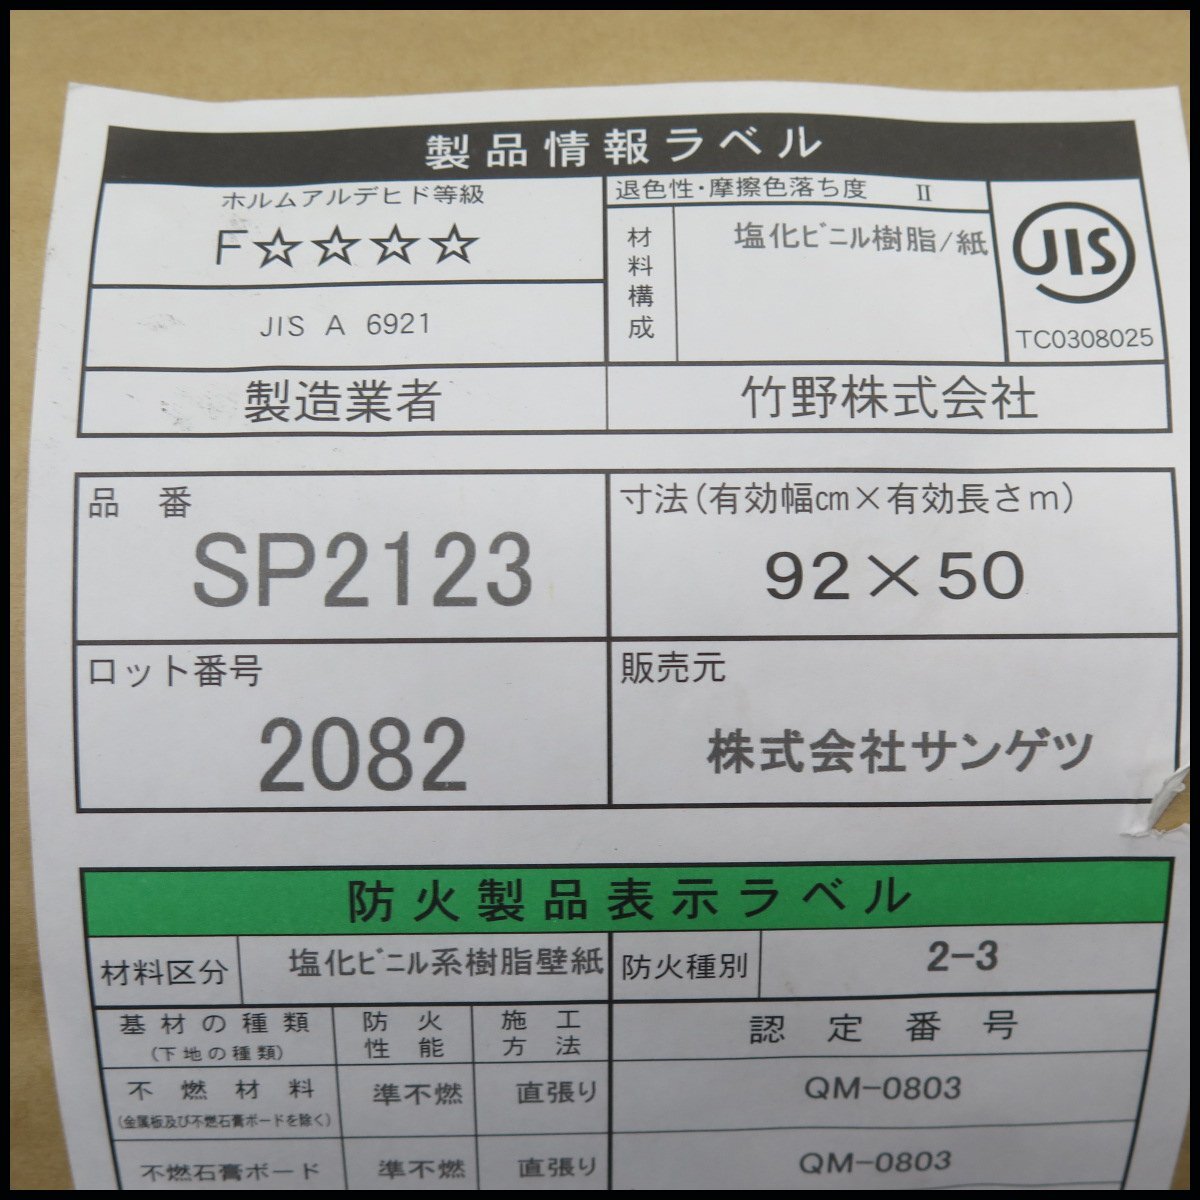 製品情報ラベル
ホルムアルデヒド等級
F☆☆☆☆
JIS A 6921
退色性・摩擦色落ち度 Ⅱ
材料構成
塩化ビニル樹脂/紙
JIS
TC0308025
製造業者
竹野株式会社
品 番
SP2123
寸法(有効幅cm×有効長さm)
92×50
ロット番号
2082
販売元
株式会社サンゲツ
防火製品表示ラベル
材料区分
塩化ビニル系樹脂壁紙
防火種別
2-3
基材の種類
(下地の種類)
防火
性能
施工
方法
認定番号
不燃材料
(金属板及び不燃石膏ボードを除く)
準不燃
直張り
QM-0803
不燃石膏ボード
準不燃
直張り
QM-0803